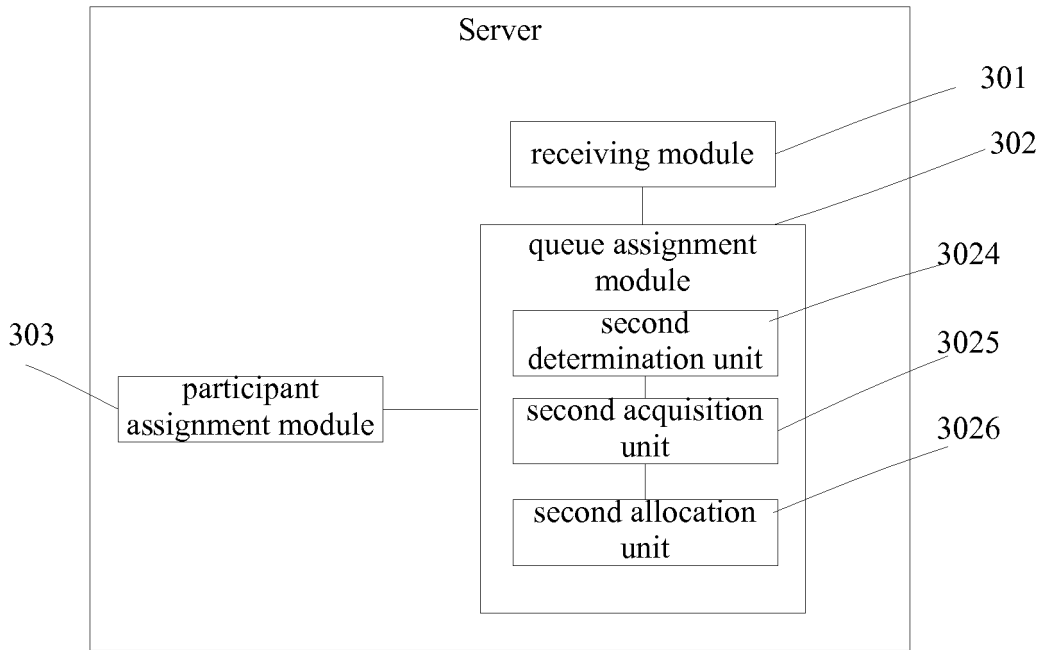 Server
301
receiving module
302
queue assignment
module
3024
second
determination unit
303
3025
participant
assignment module
second acquisition
unit
3026
second allocation
unit